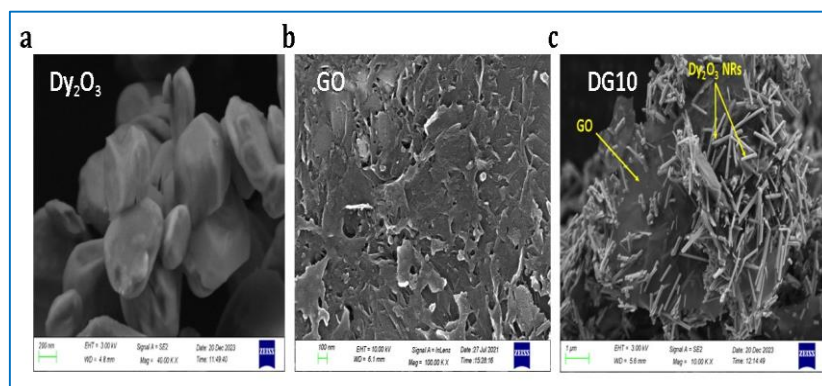 a
b
c
Dy₂O₃
GO
DG10
Dy₂O₃ NRs
GO
200 nm
EHT = 3.00 kV
WD = 4.8 mm
Signal A = SE2
Mag = 40.00 K X
Date: 20 Dec 2023
Time: 11:49:40
ZEISS
100 nm
EHT = 10.00 kV
WD = 6.1 mm
Signal A = InLens
Mag = 100.00 K X
Date: 27 Jul 2021
Time: 15:28:16
ZEISS
1 µm
EHT = 3.00 kV
WD = 5.6 mm
Signal A = SE2
Mag = 10.00 K X
Date: 20 Dec 2023
Time: 12:14:49
ZEISS